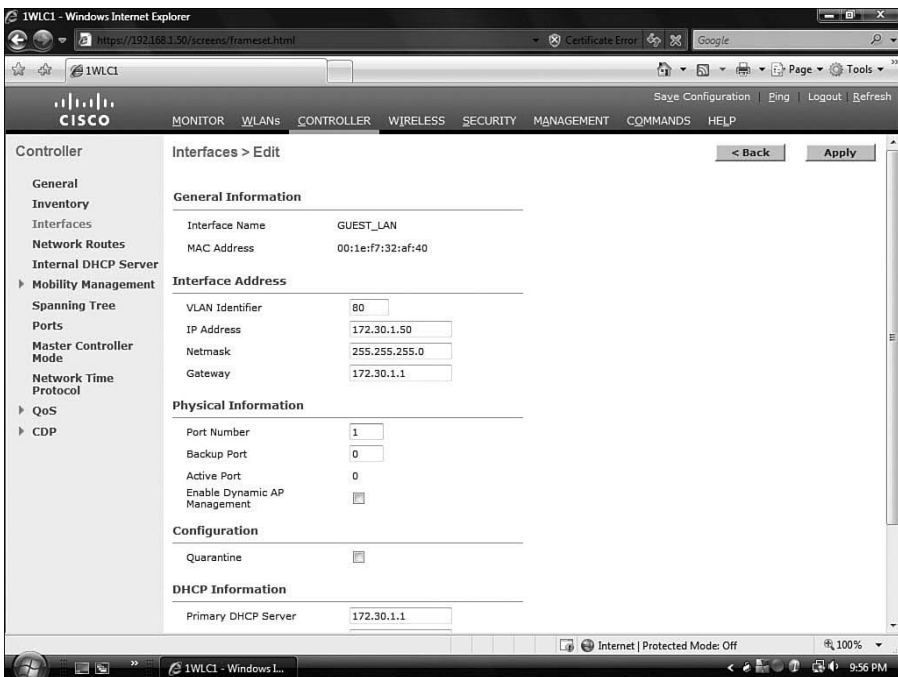 1WLC1 - Windows Internet Explorer
https://192.168.1.50/screens/frameset.html
Certificate Error
Google
1WLC1
Page
Tools
Save Configuration | Ping | Logout | Refresh
CISCO
MONITOR WLANs CONTROLLER WIRELESS SECURITY MANAGEMENT COMMANDS HELP
Controller
General
Inventory
Interfaces
Network Routes
Internal DHCP Server
Mobility Management
Spanning Tree
Ports
Master Controller
Mode
Network Time
Protocol
QoS
CDP
Interfaces > Edit
< Back
Apply
General Information
Interface Name GUEST_LAN
MAC Address 00:1e:f7:32:af:40
Interface Address
VLAN Identifier 80
IP Address 172.30.1.50
Netmask 255.255.255.0
Gateway 172.30.1.1
Physical Information
Port Number 1
Backup Port 0
Active Port 0
Enable Dynamic AP
Management
Configuration
Quarantine
DHCP Information
Primary DHCP Server 172.30.1.1
Internet | Protected Mode: Off
100%
1WLC1 - Windows I...
9:56 PM